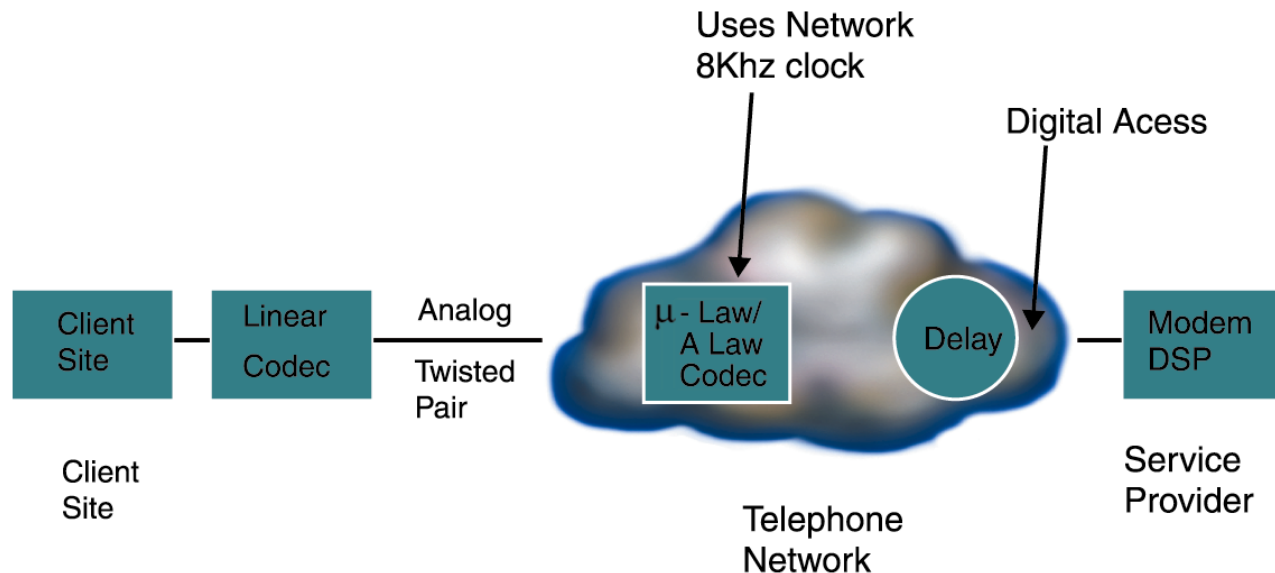 Uses Network
8Khz clock
Digital Acess
Client
Site
Linear
Codec
Analog
Twisted
Pair
μ- Law/
A Law
Codec
Delay
Modem
DSP
Client
Site
Service
Provider
Telephone
Network